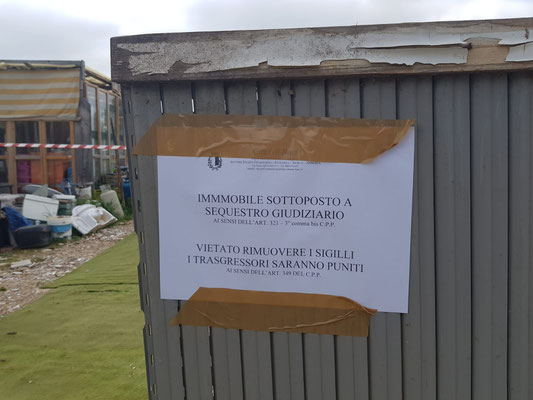 IMMMOBILE SOTTOPOSTO A
SEQUESTRO GIUDIZIARIO
AI SENSI DELL'ART. 321 – 3° comma bis C.P.P.
VIETATO RIMUOVERE I SIGILLI
I TRASGRESSORI SARANNO PUNITI
AI SENSI DELL'ART. 349 DEL C.P.P.